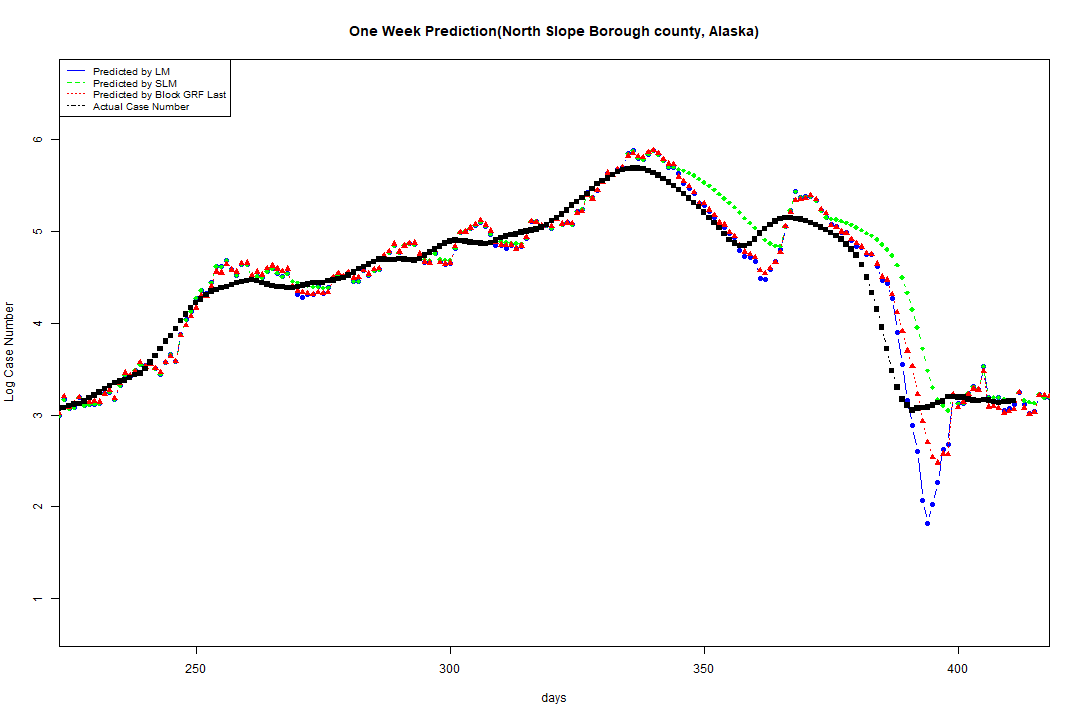 One Week Prediction(North Slope Borough county, Alaska)
Predicted by LM
Predicted by SLM
Predicted by Block GRF Last
Actual Case Number
Log Case Number
6
5
4
3
2
1
250 300 350 400
days